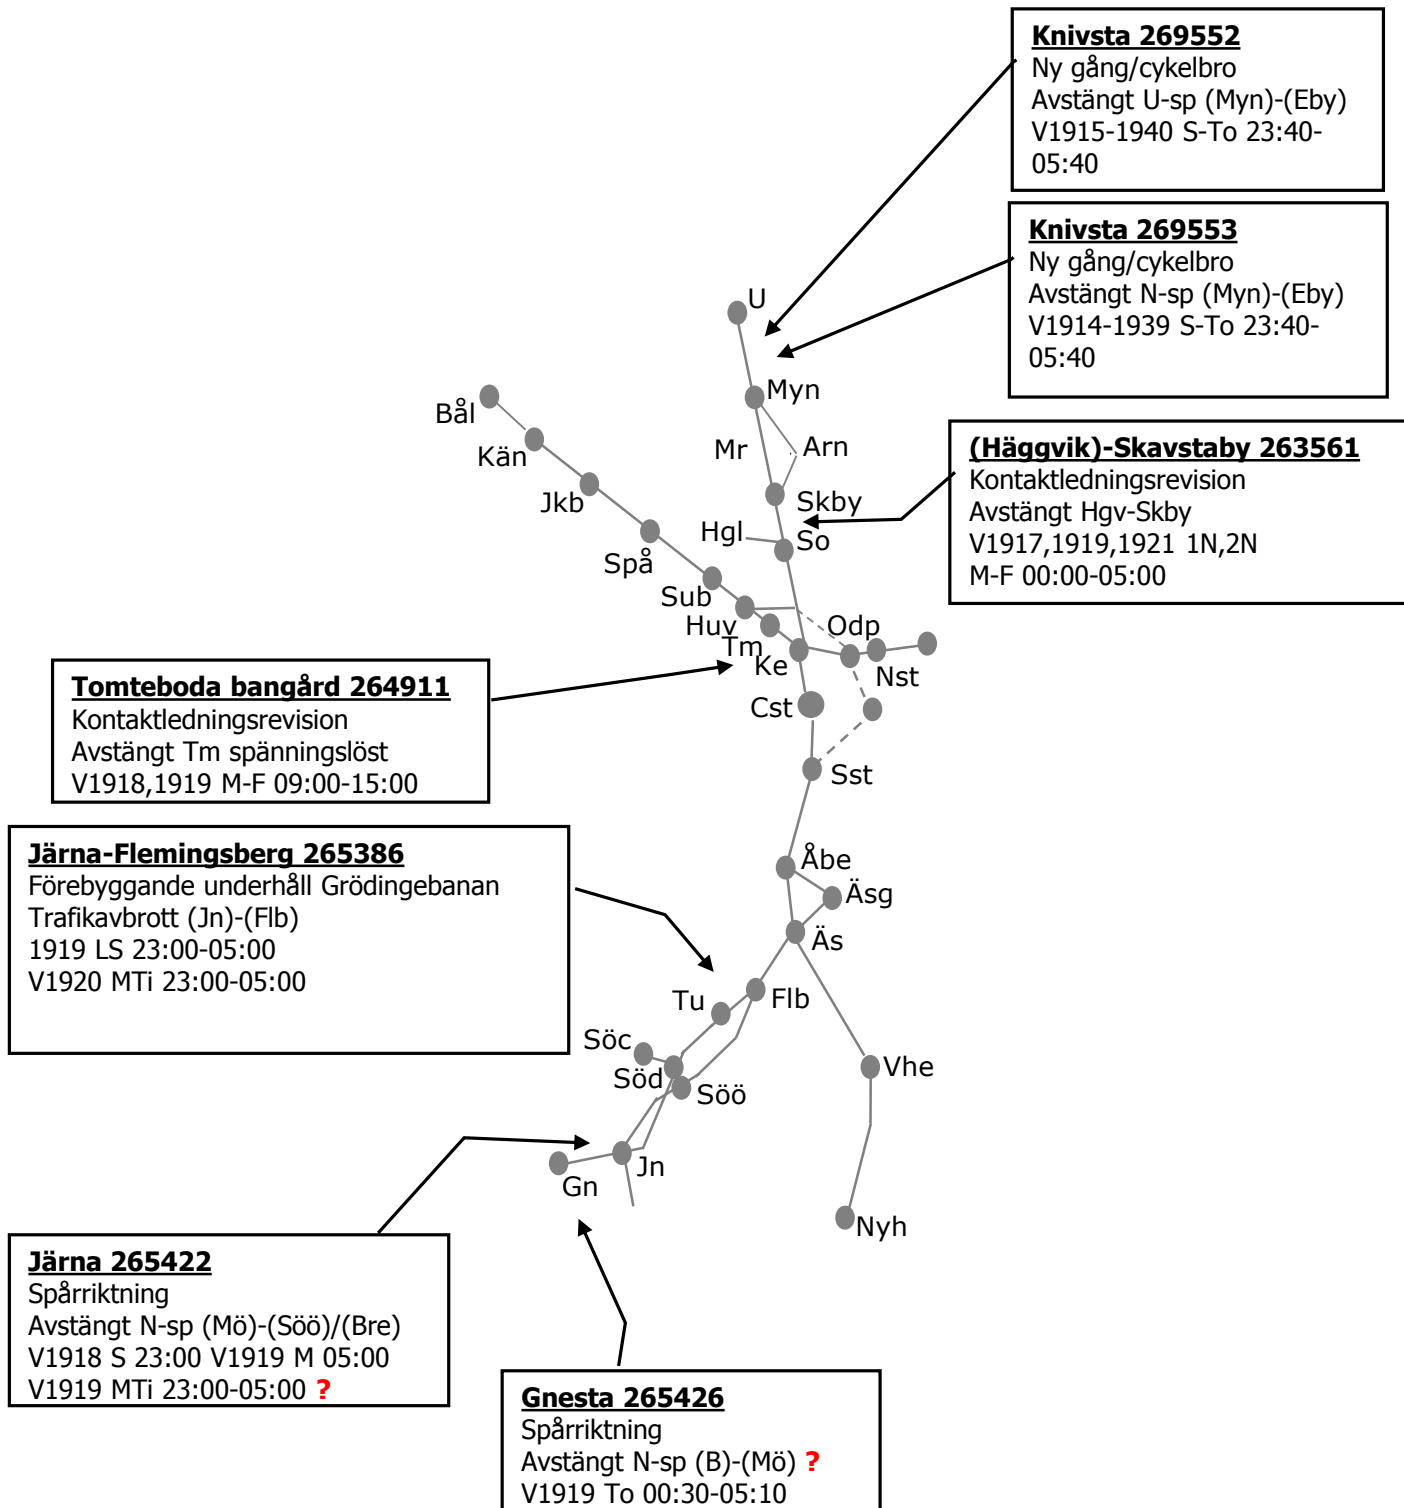 Knivsta 269552
Ny gång/cykelbro
Avstängt U-sp (Myn)-(Eby)
V1915-1940 S-To 23:40-
05:40
Knivsta 269553
Ny gång/cykelbro
Avstängt N-sp (Myn)-(Eby)
V1914-1939 S-To 23:40-
05:40
U
Myn
Bål
Kän
Mr
Arn
(Häggvik)-Skavstaby 263561
Kontaktledningsrevision
Avstängt Hgv-Skby
V1917,1919,1921 1N,2N
M-F 00:00-05:00
Jkb
Skby
Hgl
So
Spå
Sub
Huv
Odp
Tm
Ke
Nst
Cst
Tomteboda bangård 264911
Kontaktledningsrevision
Avstängt Tm spänningslöst
V1918,1919 M-F 09:00-15:00
Sst
Järna-Flemingsberg 265386
Förebyggande underhåll Grödingebanan
Trafikavbrott (Jn)-(Flb)
1919 LS 23:00-05:00
V1920 MTi 23:00-05:00
Åbe
Äsg
Äs
Flb
Tu
Söc
Söd
Söö
Vhe
Jn
Gn
Nyh
Järna 265422
Spårriktning
Avstängt N-sp (Mö)-(Söö)/(Bre)
V1918 S 23:00 V1919 M 05:00
V1919 MTi 23:00-05:00 ?
Gnesta 265426
Spårriktning
Avstängt N-sp (B)-(Mö) ?
V1919 To 00:30-05:10